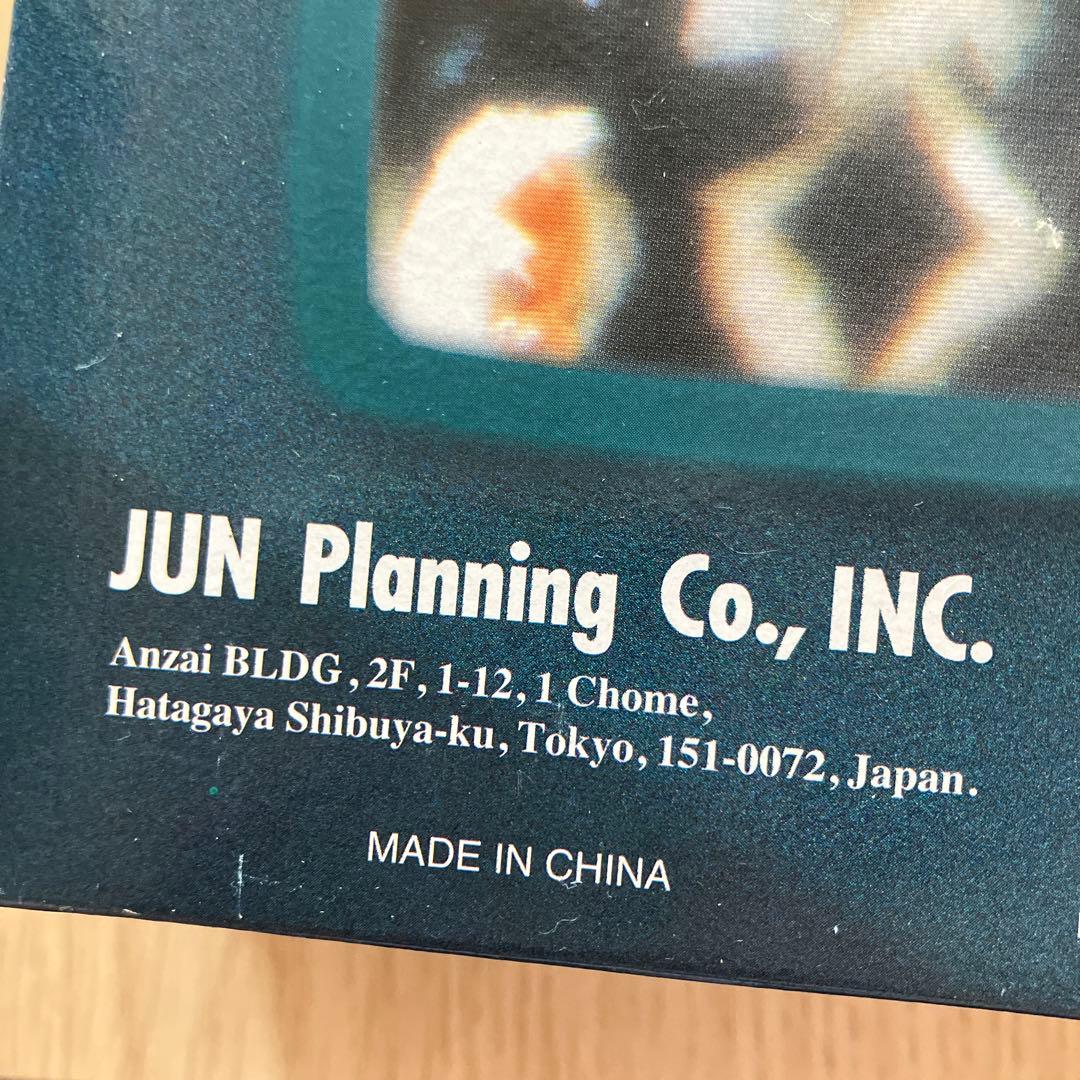 JUN Planning Co., INC.
Anzai BLDG, 2F, 1-12, 1 Chome,
Hatagaya Shibuya-ku, Tokyo, 151-0072, Japan.
MADE IN CHINA